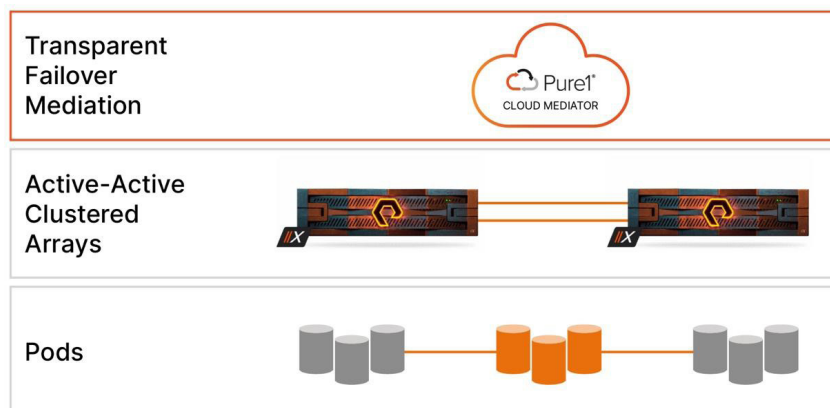 Transparent
Failover
Mediation
Pure1®
CLOUD MEDIATOR
Active-Active
Clustered
Arrays
//X
//X
Pods